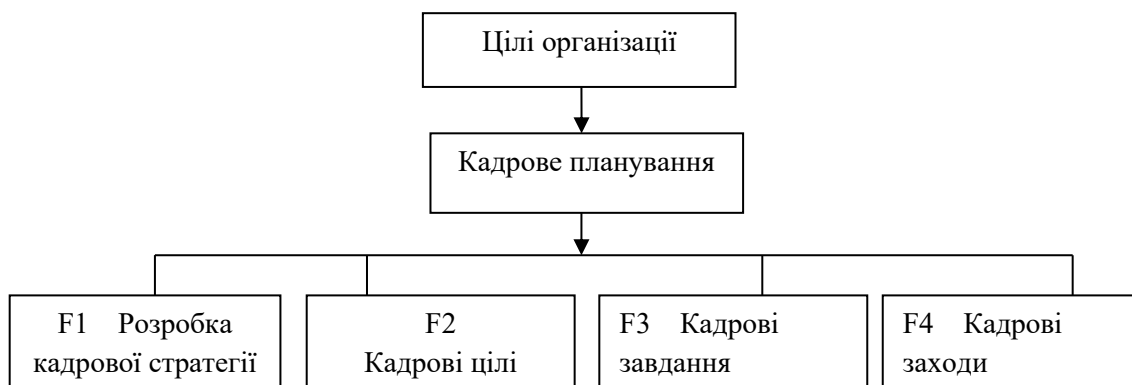 Цілі організації
Кадрове планування
F1 Розробка
кадрової стратегії
F2
Кадрові цілі
F3 Кадрові
завдання
F4 Кадрові
заходи